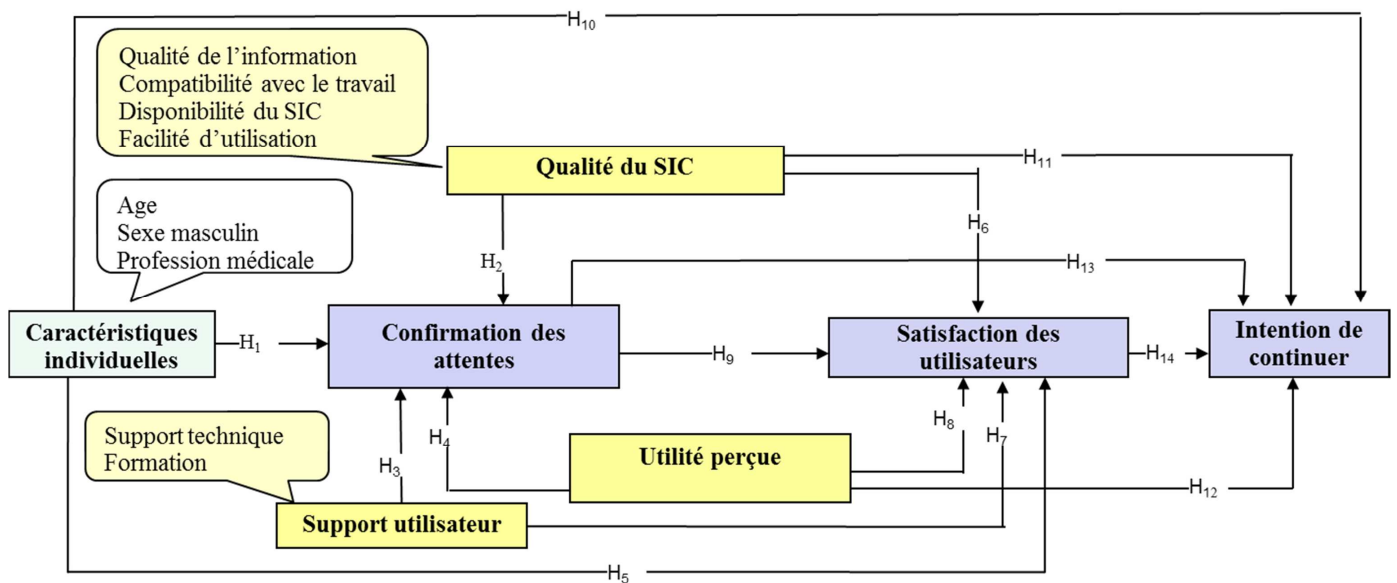 H10
Qualité de l’information
Compatibilité avec le travail
Disponibilité du SIC
Facilité d’utilisation
Qualité du SIC
H11
Age
Sexe masculin
Profession médicale
H6
H2
H13
Caractéristiques
individuelles
H1
Confirmation des
attentes
H9
Satisfaction des
utilisateurs
H14
Intention de
continuer
Support technique
Formation
H3
H4
Utilité perçue
H8
H7
H12
Support utilisateur
H5